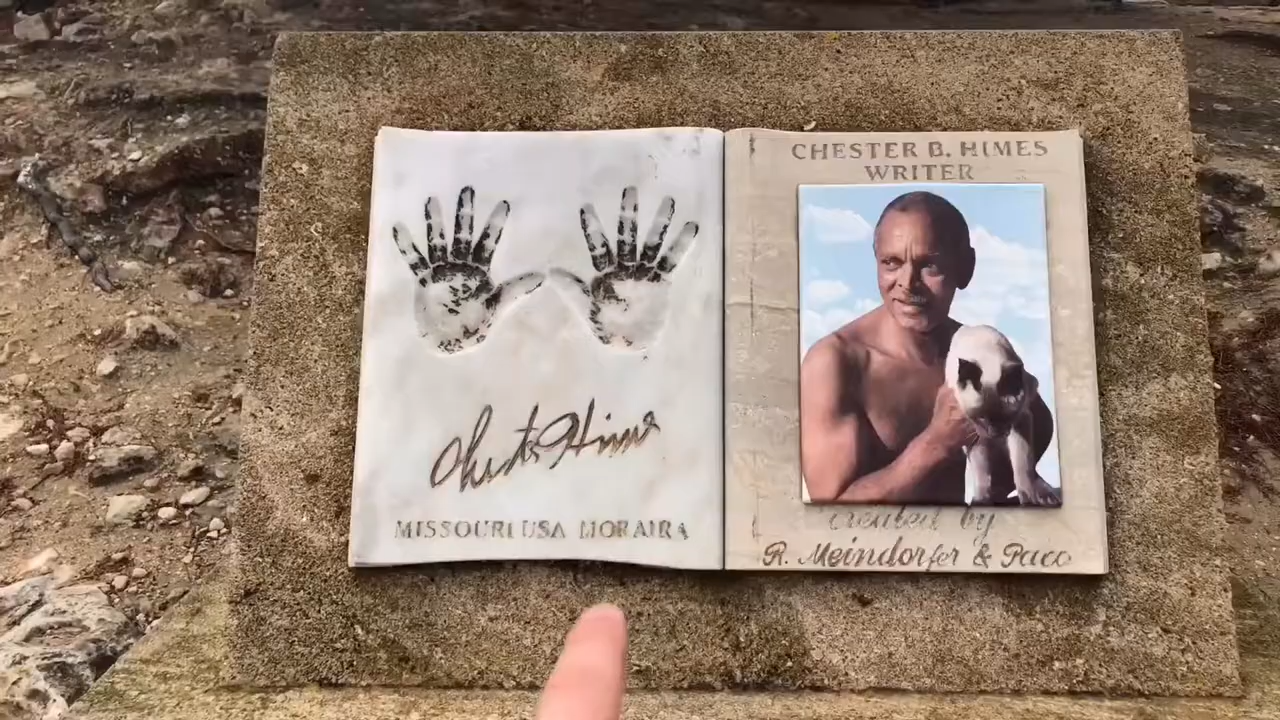 Chester Himes
MISSOURI USA MORAIRA
CHESTER B. HIMES
WRITER
created by
R. Meindorfer & Paco